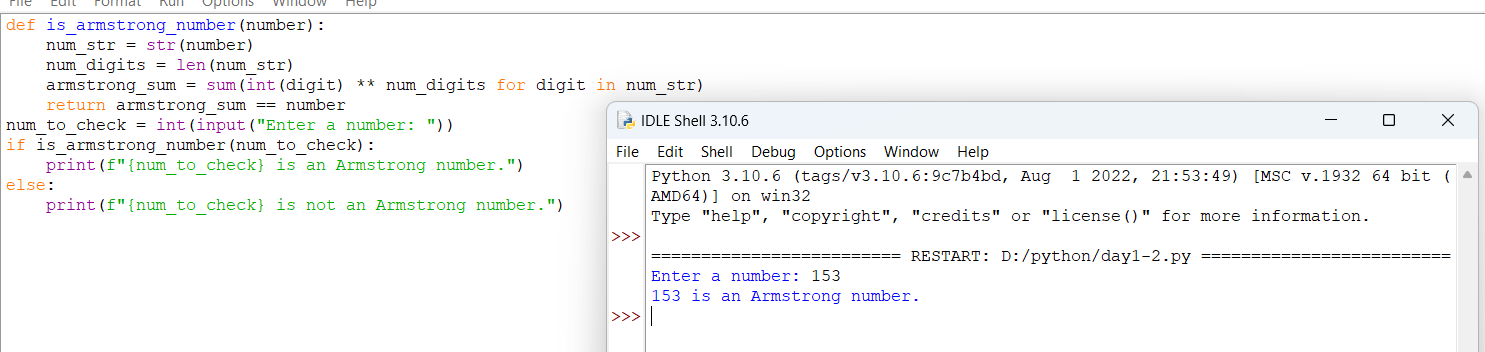 File Edit Format Run Options Window Help
def is_armstrong_number(number):
    num_str = str(number)
    num_digits = len(num_str)
    armstrong_sum = sum(int(digit) ** num_digits for digit in num_str)
    return armstrong_sum == number
num_to_check = int(input("Enter a number: "))
if is_armstrong_number(num_to_check):
    print(f"{num_to_check} is an Armstrong number.")
else:
    print(f"{num_to_check} is not an Armstrong number.")
IDLE Shell 3.10.6
File Edit Shell Debug Options Window Help
Python 3.10.6 (tags/v3.10.6:9c7b4bd, Aug  1 2022, 21:53:49) [MSC v.1932 64 bit (
AMD64)] on win32
Type "help", "copyright", "credits" or "license()" for more information.
>>>
========================= RESTART: D:/python/day1-2.py =========================
Enter a number: 153
153 is an Armstrong number.
>>>